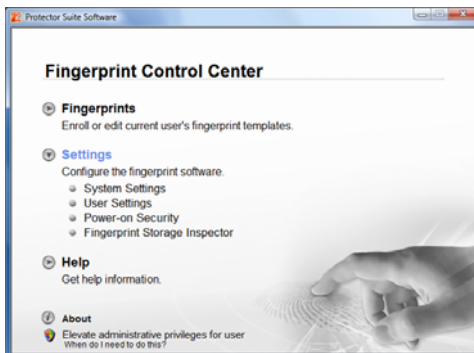 Protector Suite Software
Fingerprint Control Center
Fingerprints
Enroll or edit current user's fingerprint templates.
Settings
Configure the fingerprint software.
System Settings
User Settings
Power-on Security
Fingerprint Storage Inspector
Help
Get help information.
About
Elevate administrative privileges for user
When do I need to do this?